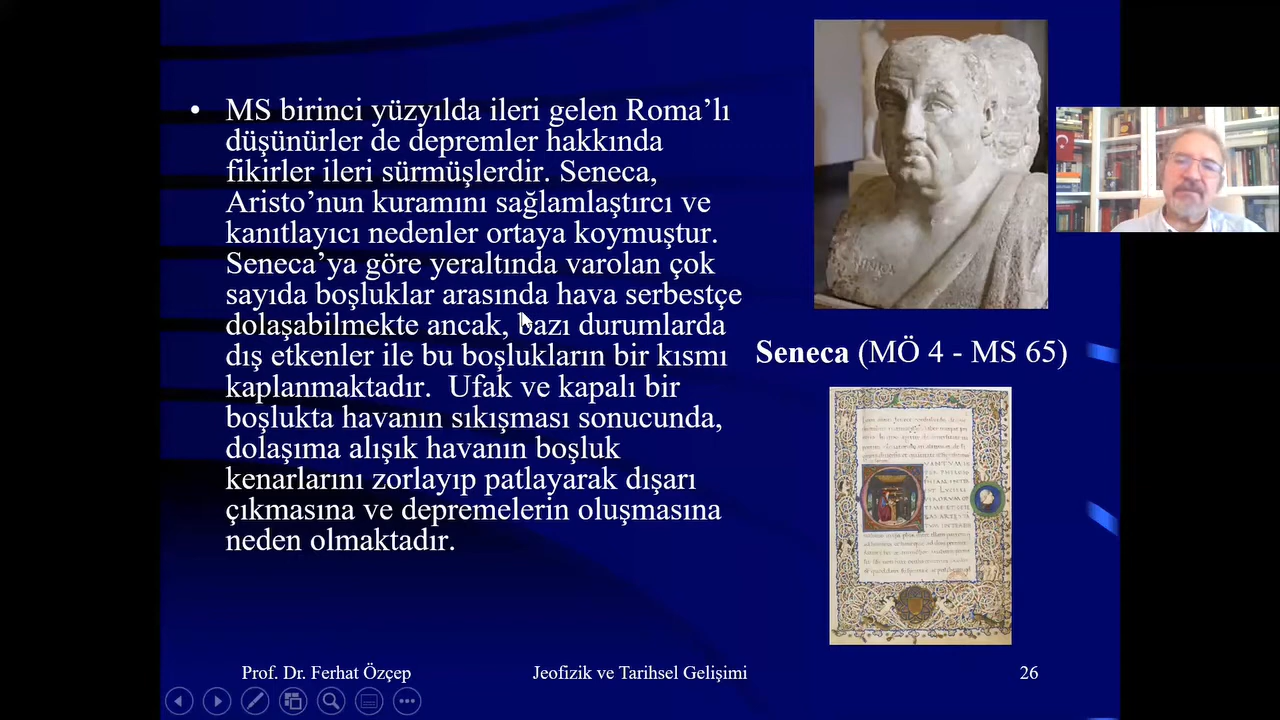 • MS birinci yüzyılda ileri gelen Roma’lı
düşünürler de depremler hakkında
fikirler ileri sürmüşlerdir. Seneca,
Aristo’nun kuramını sağlamlaştırcı ve
kanıtlayıcı nedenler ortaya koymuştur.
Seneca’ya göre yeraltında varolan çok
sayıda boşluklar arasında hava serbestçe
dolaşabilmekte ancak, bazı durumlarda
dış etkenler ile bu boşlukların bir kısmı
kaplanmaktadır.  Ufak ve kapalı bir
boşlukta havanın sıkışması sonucunda,
dolaşıma alışık havanın boşluk
kenarlarını zorlayıp patlayarak dışarı
çıkmasına ve depremelerin oluşmasına
neden olmaktadır.
Seneca (MÖ 4 - MS 65)
Prof. Dr. Ferhat Özçep
Jeofizik ve Tarihsel Gelişimi
26